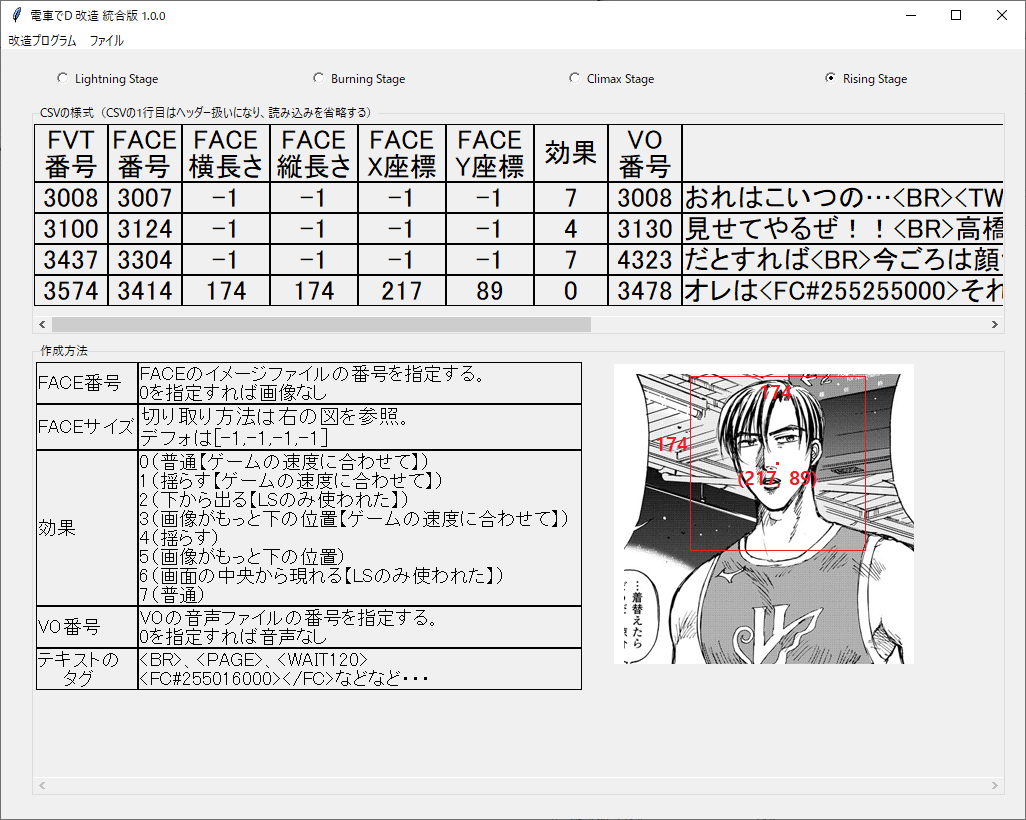 電車でD 改造 統合版 1.0.0
改造プログラム ファイル
Lightning Stage Burning Stage Climax Stage Rising Stage
CSVの様式（CSVの1行目はヘッダー扱いになり、読み込みを省略する）
FVT番号 FACE番号 FACE横長さ FACE縦長さ FACEX座標 FACEY座標 効果 VO番号
3008 3007 -1 -1 -1 -1 7 3008 おれはこいつの…<BR><TW
3100 3124 -1 -1 -1 -1 4 3130 見せてやるぜ！！<BR>高橋
3437 3304 -1 -1 -1 -1 7 4323 だとすれば<BR>今ごろは顔
3574 3414 174 174 217 89 0 3478 オレは<FC#255255000>それ
作成方法
FACE番号 FACEのイメージファイルの番号を指定する。
0を指定すれば画像なし
FACEサイズ 切り取り方法は右の図を参照。
デフォは[-1,-1,-1,-1]
効果 0（普通【ゲームの速度に合わせて】）
1（揺らす【ゲームの速度に合わせて】）
2（下から出る【LSのみ使われた】）
3（画像がもっと下の位置【ゲームの速度に合わせて】）
4（揺らす）
5（画像がもっと下の位置）
6（画面の中央から現れる【LSのみ使われた】）
7（普通）
VO番号 VOの音声ファイルの番号を指定する。
0を指定すれば音声なし
テキストの
タグ
<BR>、<PAGE>、<WAIT120>
<FC#255016000></FC>などなど・・・
174
174
(217, 89)
…着替えたら